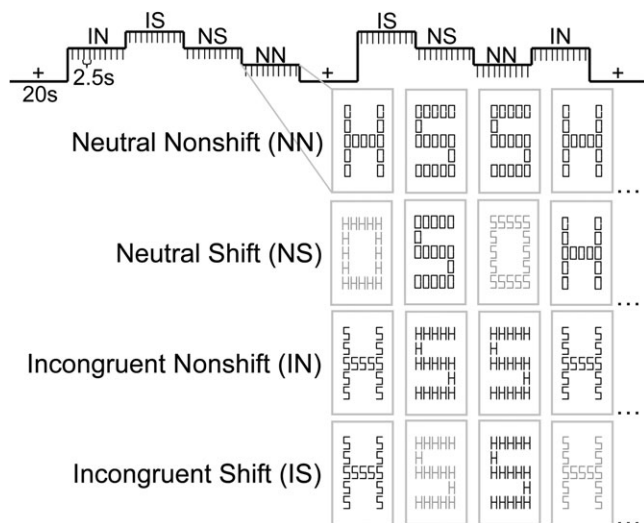 IN IS NS NN IS NS NN IN
+ + +
2.5s
20s
Neutral Nonshift (NN) ...
Neutral Shift (NS) ...
Incongruent Nonshift (IN) ...
Incongruent Shift (IS) ...